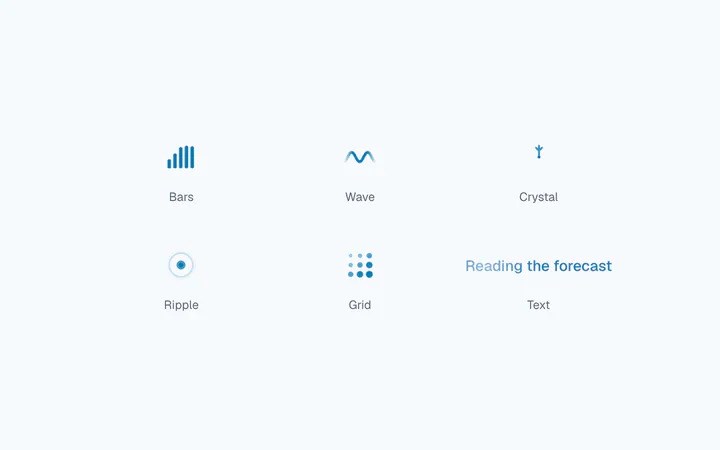 Bars
Wave
Crystal
Reading the forecast
Ripple
Grid
Text